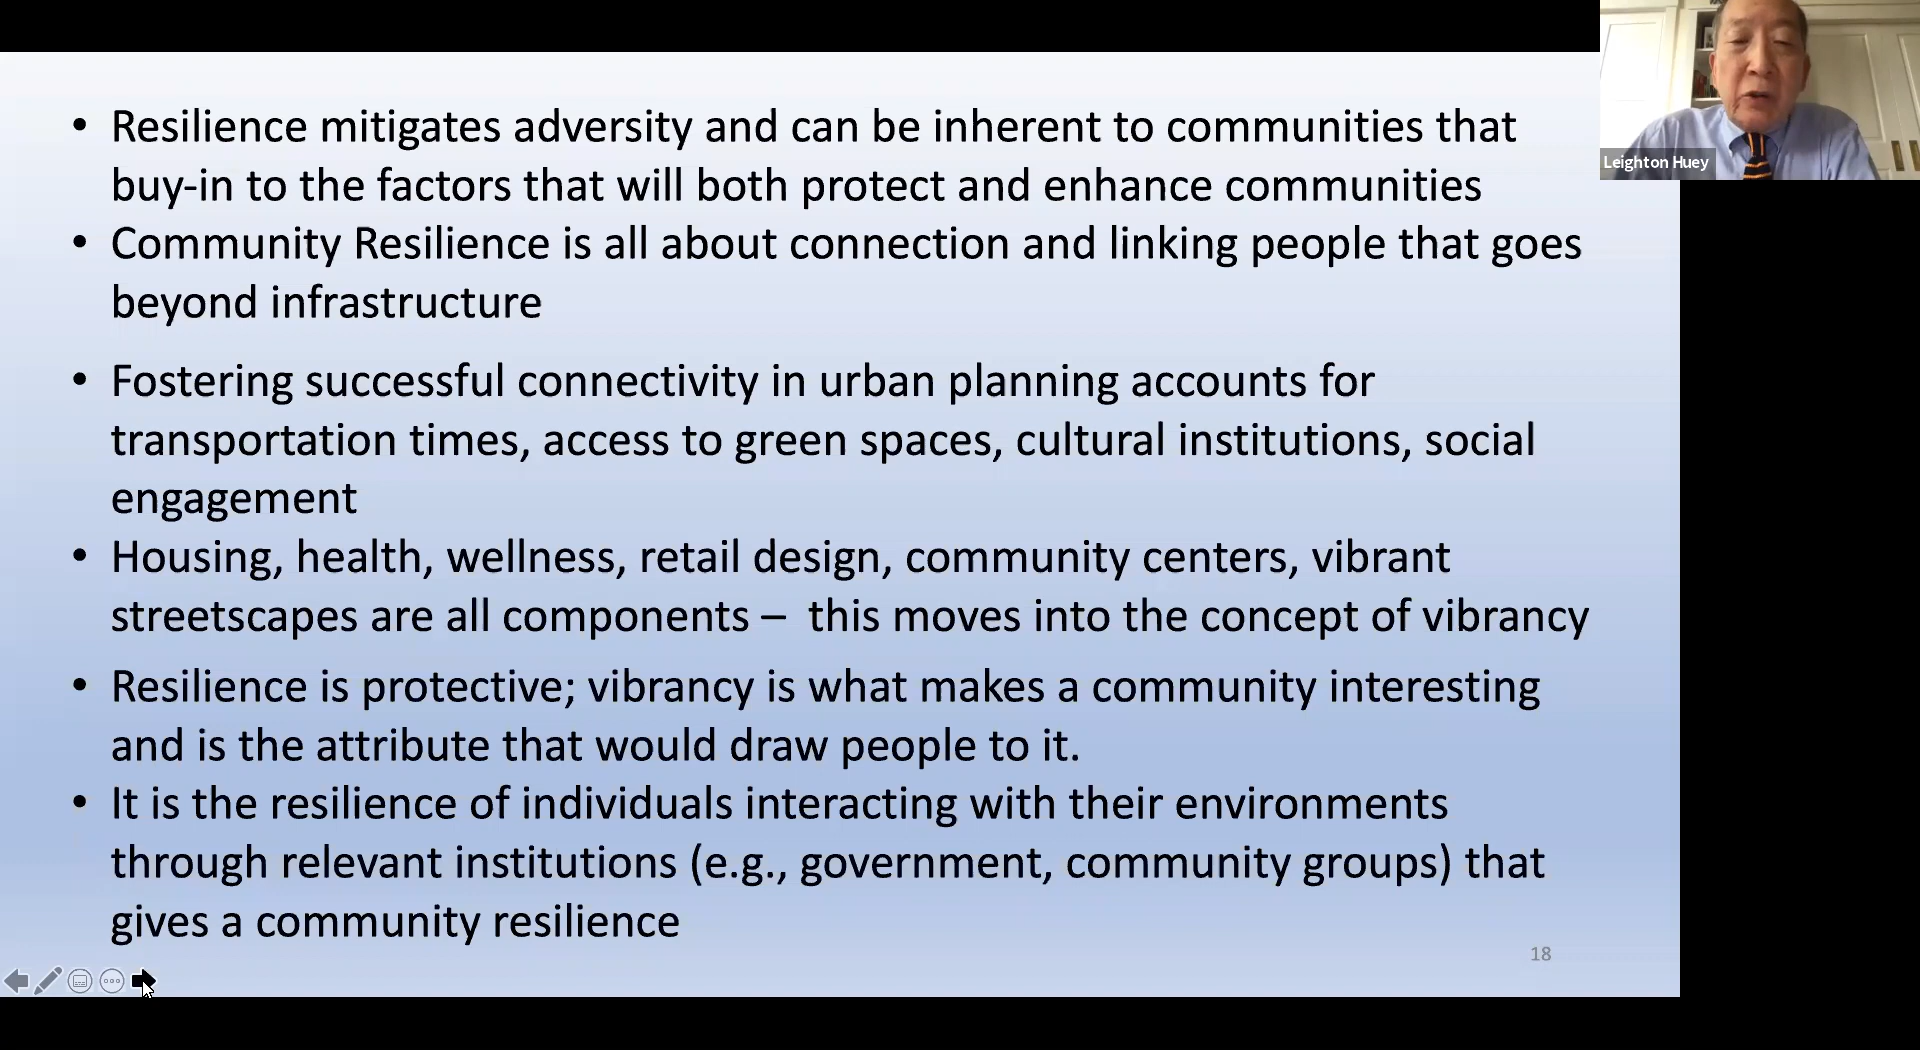 • Resilience mitigates adversity and can be inherent to communities that
buy-in to the factors that will both protect and enhance communities
• Community Resilience is all about connection and linking people that goes
beyond infrastructure
• Fostering successful connectivity in urban planning accounts for
transportation times, access to green spaces, cultural institutions, social
engagement
• Housing, health, wellness, retail design, community centers, vibrant
streetscapes are all components – this moves into the concept of vibrancy
• Resilience is protective; vibrancy is what makes a community interesting
and is the attribute that would draw people to it.
• It is the resilience of individuals interacting with their environments
through relevant institutions (e.g., government, community groups) that
gives a community resilience
18
Leighton Huey